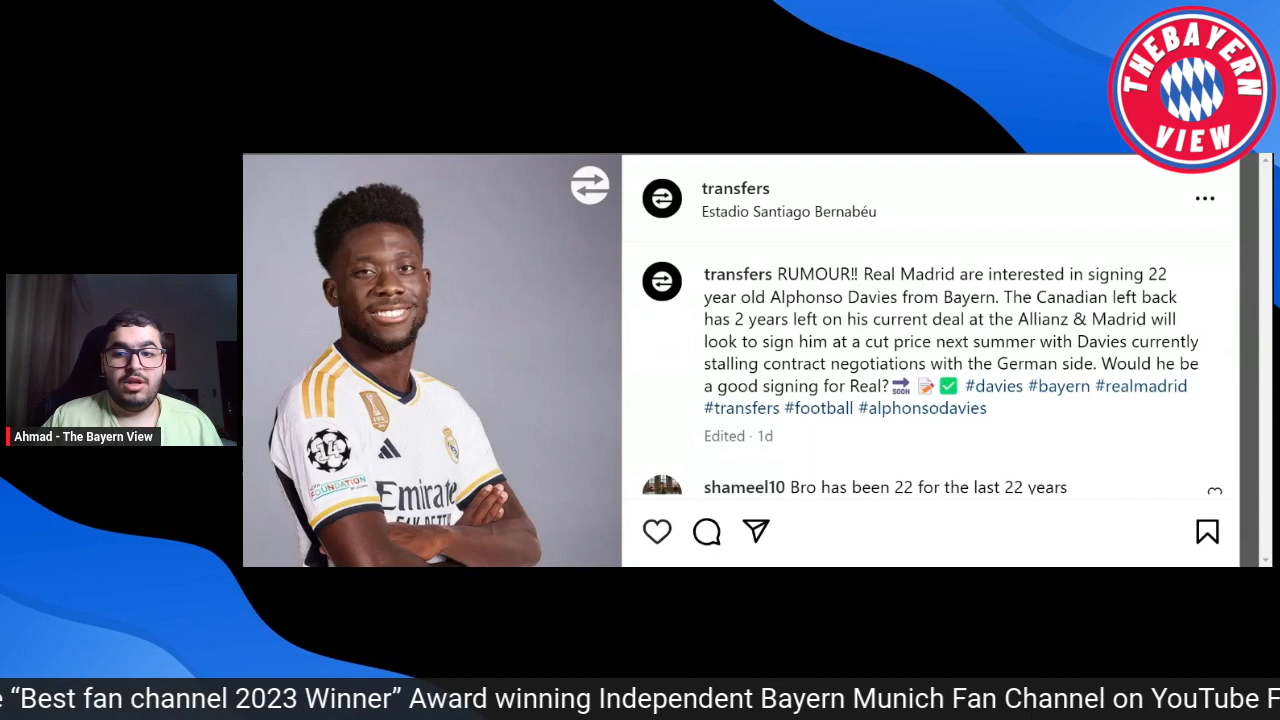 THEBAYERN
VIEW
transfers
Estadio Santiago Bernabéu
transfers RUMOUR!! Real Madrid are interested in signing 22
year old Alphonso Davies from Bayern. The Canadian left back
has 2 years left on his current deal at the Allianz & Madrid will
look to sign him at a cut price next summer with Davies currently
stalling contract negotiations with the German side. Would he be
a good signing for Real?🔜 📝 ✅ #davies #bayern #realmadrid
#transfers #football #alphonsodavies
Edited · 1d
shameel10 Bro has been 22 for the last 22 years
14
FOUNDATION
Emirate
Ahmad - The Bayern View
e “Best fan channel 2023 Winner” Award winning Independent Bayern Munich Fan Channel on YouTube F